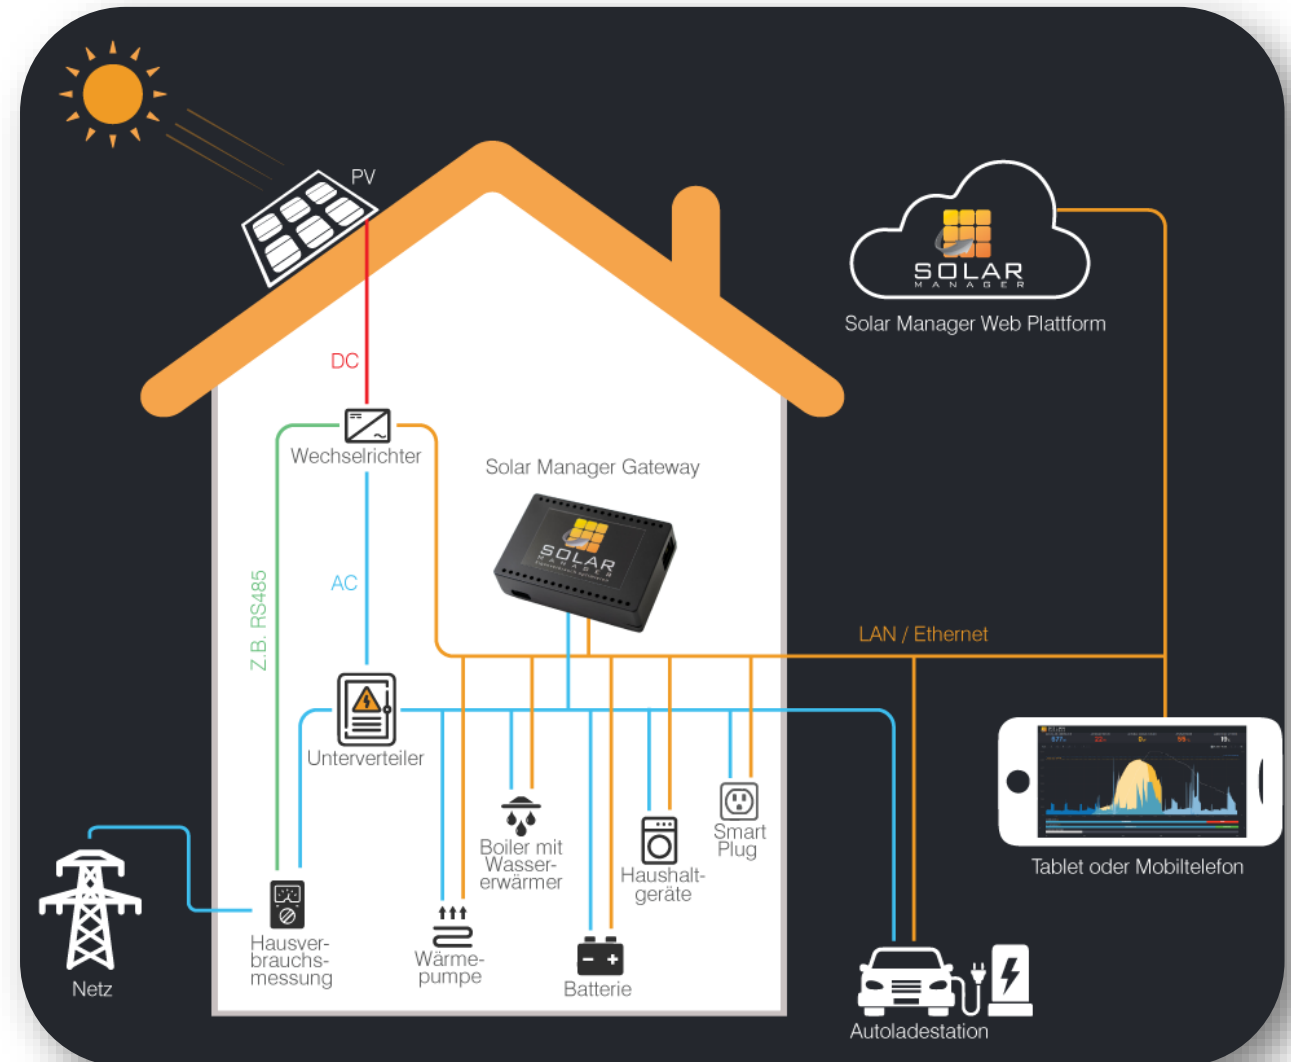 PV
SOLAR
MANAGER
Solar Manager Web Plattform
DC
Wechselrichter
Solar Manager Gateway
SOLAR
MANAGER
Z.B. RS485
AC
LAN / Ethernet
Unterverteiler
Boiler mit
Wasser-
erwärmer
Haushalt-
geräte
Smart
Plug
Tablet oder Mobiltelefon
Hausver-
brauchs-
messung
Wärme-
pumpe
Batterie
Netz
Autoladestation